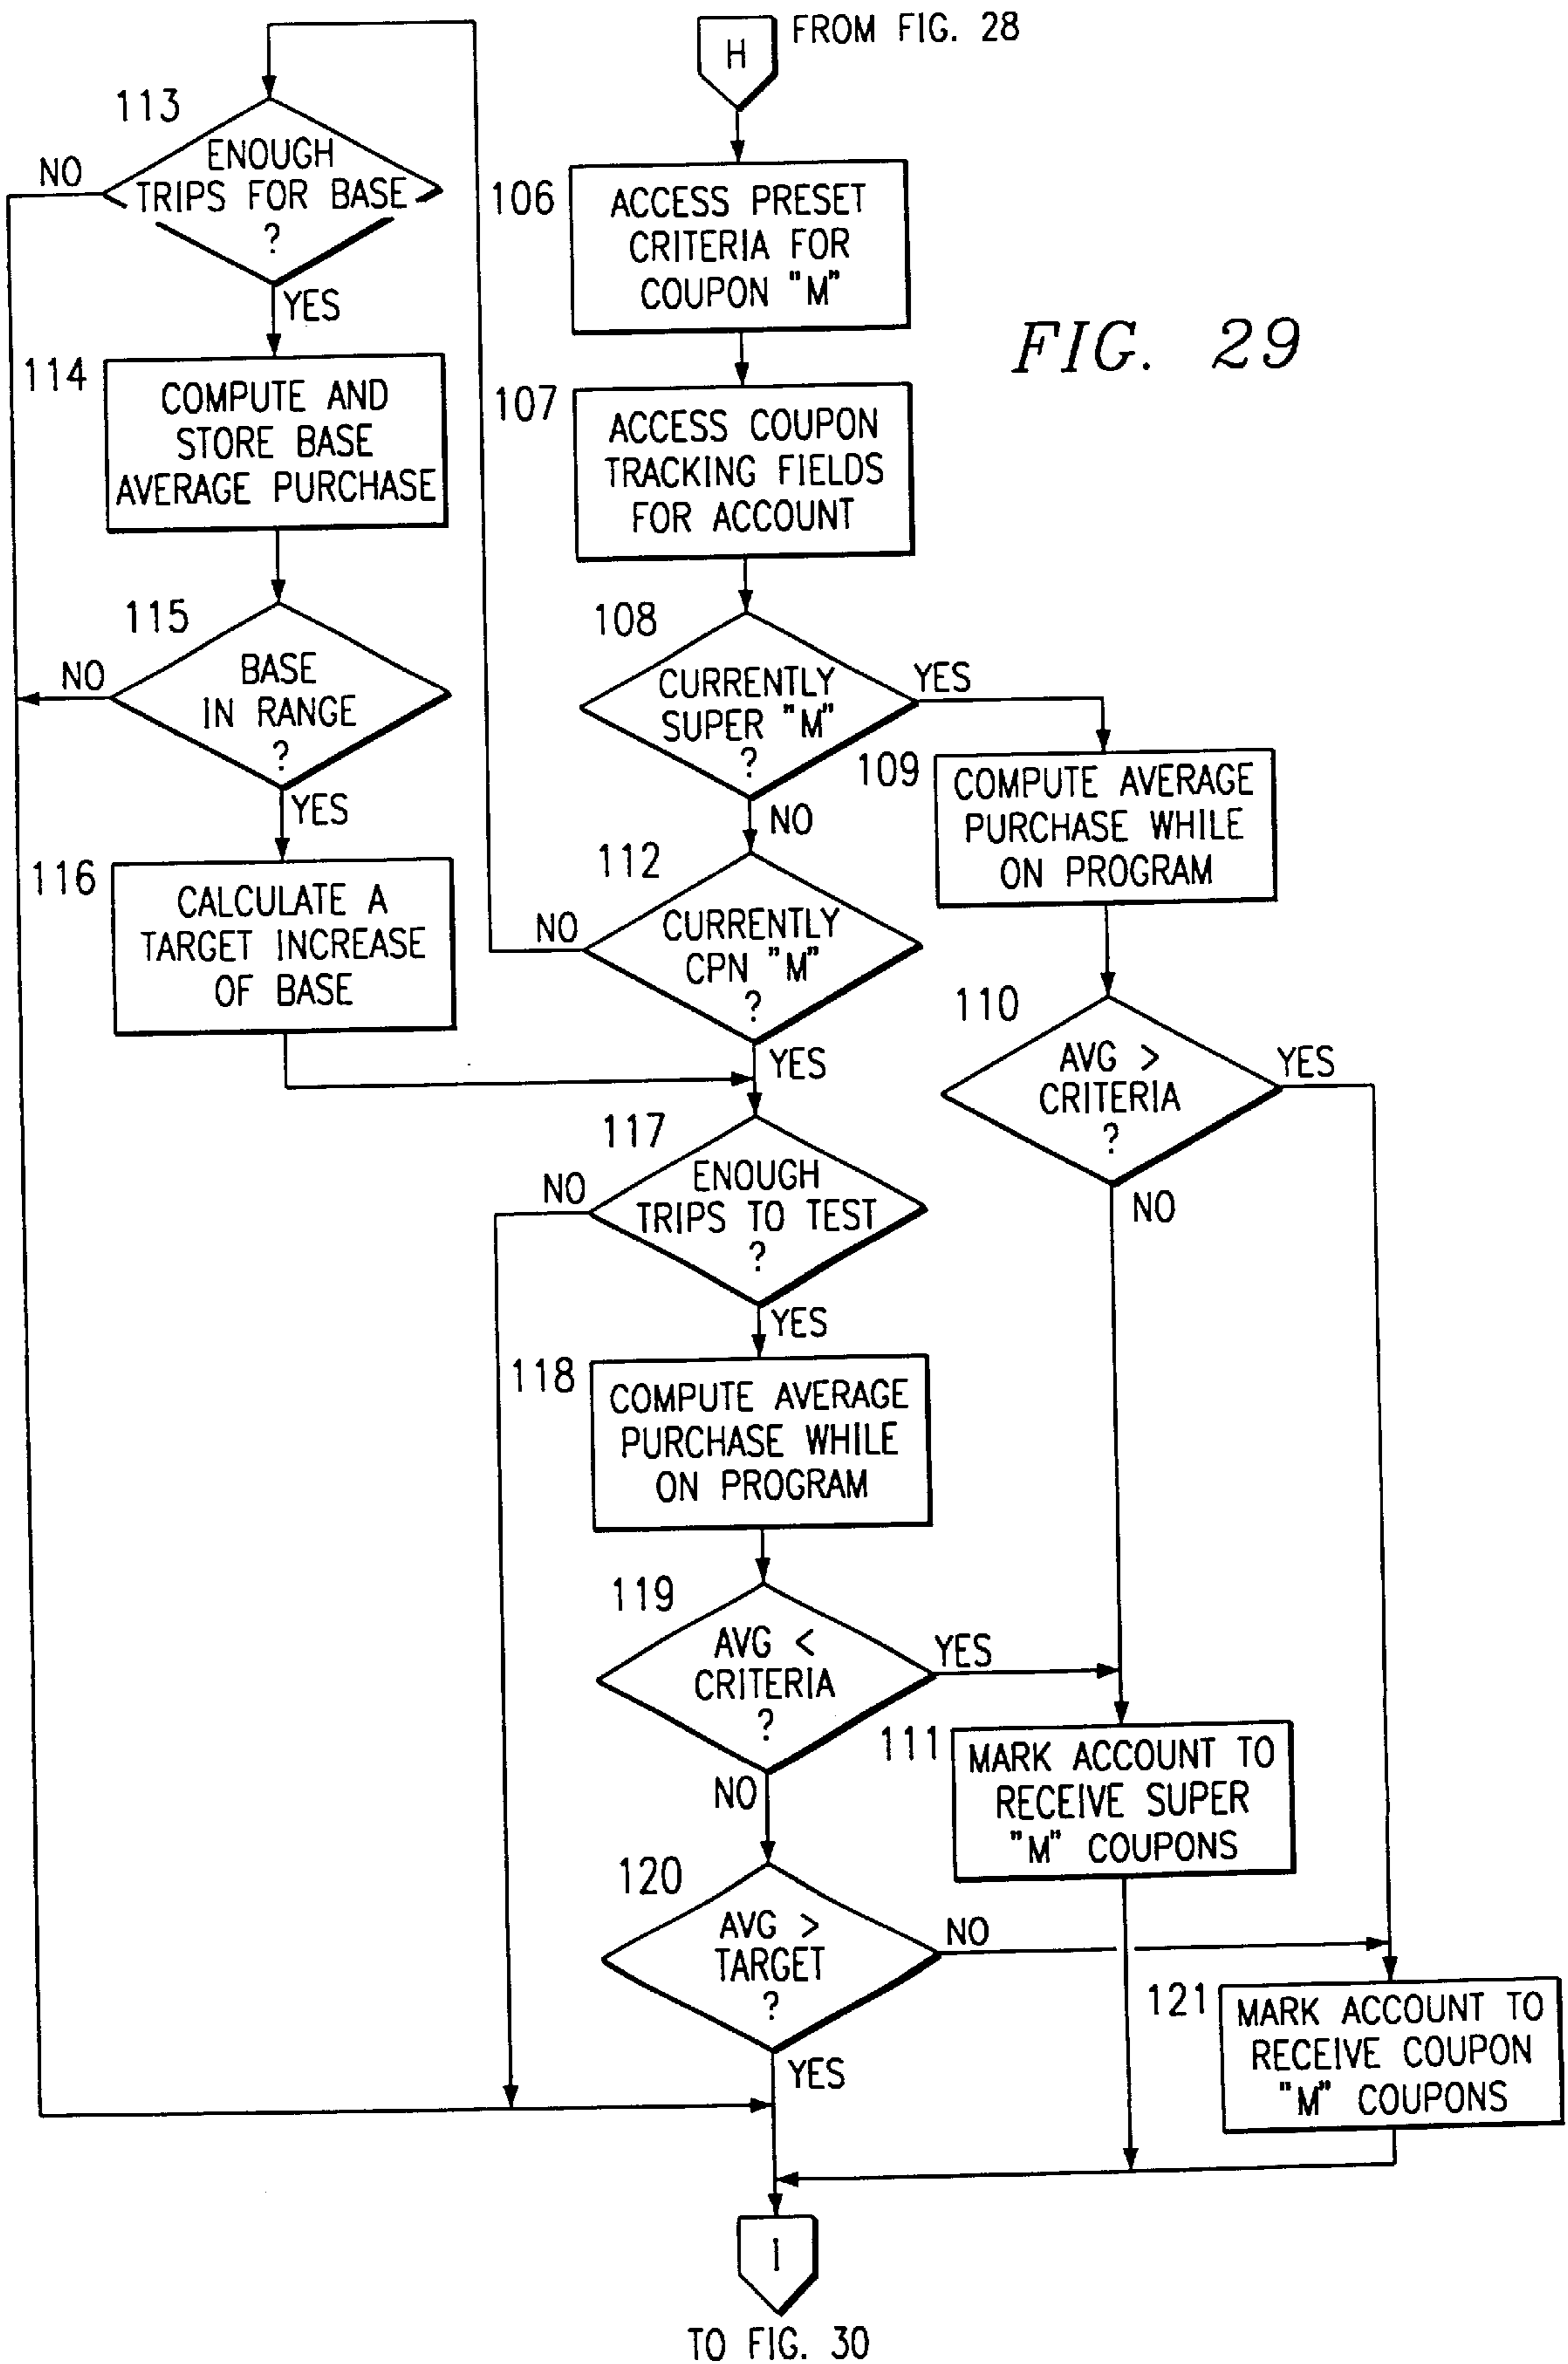 H
FROM FIG. 28
113
ENOUGH
TRIPS FOR BASE
?
NO
YES
106
ACCESS PRESET
CRITERIA FOR
COUPON "M"
FIG. 29
114
COMPUTE AND
STORE BASE
AVERAGE PURCHASE
107
ACCESS COUPON
TRACKING FIELDS
FOR ACCOUNT
115
BASE
IN RANGE
?
NO
YES
108
CURRENTLY
SUPER "M"
?
YES
NO
109
COMPUTE AVERAGE
PURCHASE WHILE
ON PROGRAM
116
CALCULATE A
TARGET INCREASE
OF BASE
112
CURRENTLY
CPN "M"
?
NO
YES
110
AVG >
CRITERIA
?
YES
NO
117
ENOUGH
TRIPS TO TEST
?
NO
YES
118
COMPUTE AVERAGE
PURCHASE WHILE
ON PROGRAM
119
AVG <
CRITERIA
?
YES
NO
111
MARK ACCOUNT TO
RECEIVE SUPER
"M" COUPONS
120
AVG >
TARGET
?
NO
YES
121
MARK ACCOUNT TO
RECEIVE COUPON
"M" COUPONS
I
TO FIG. 30